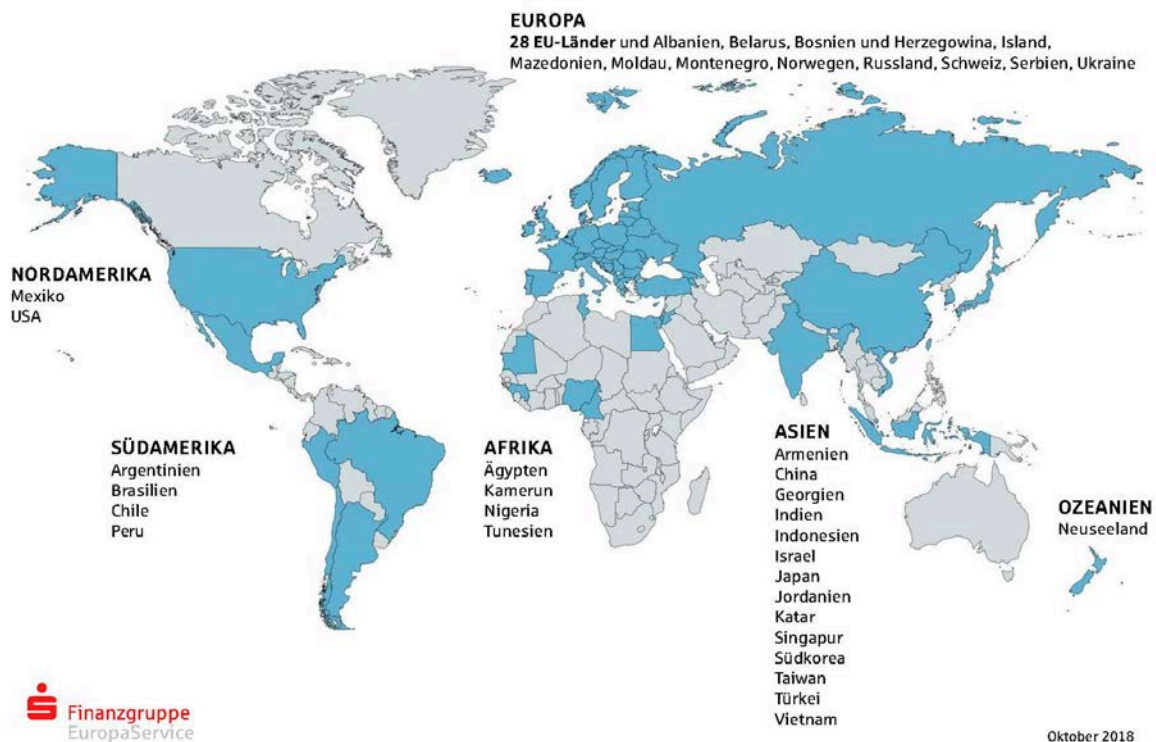 EUROPA
28 EU-Länder und Albanien, Belarus, Bosnien und Herzegowina, Island,
Mazedonien, Moldau, Montenegro, Norwegen, Russland, Schweiz, Serbien, Ukraine
NORDAMERIKA
Mexiko
USA
SÜDAMERIKA
Argentinien
Brasilien
Chile
Peru
AFRIKA
Ägypten
Kamerun
Nigeria
Tunesien
ASIEN
Armenien
China
Georgien
Indien
Indonesien
Israel
Japan
Jordanien
Katar
Singapur
Südkorea
Taiwan
Türkei
Vietnam
OZEANIEN
Neuseeland
Finanzgruppe
EuropaService
Oktober 2018